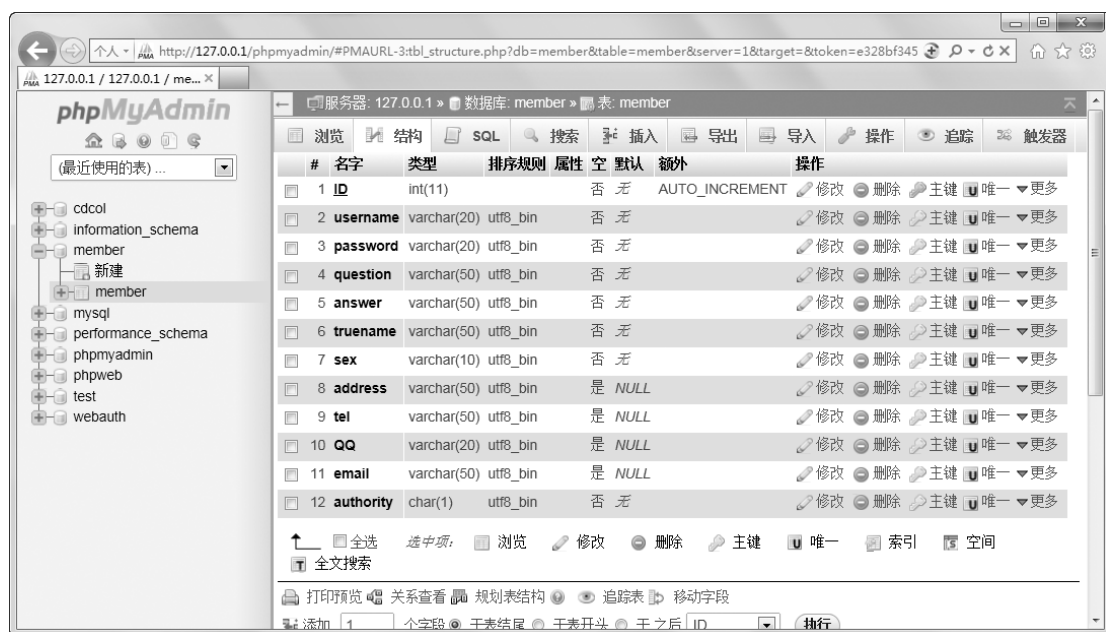 个人 http://127.0.0.1/phpmyadmin/#PMAURL-3:tbl_structure.php?db=member&table=member&server=1&target=&token=e328bf345
127.0.0.1 / 127.0.0.1 / me...
phpMyAdmin
(最近使用的表) ...
cdcol
information_schema
member
新建
member
mysql
performance_schema
phpmyadmin
phpweb
test
webauth
服务器: 127.0.0.1 » 数据库: member » 表: member
浏览 结构 SQL 搜索 插入 导出 导入 操作 追踪 触发器
# 名字 类型 排序规则 属性 空 默认 额外 操作
1 ID int(11) 否 无 AUTO_INCREMENT 修改 删除 主键 唯一 更多
2 username varchar(20) utf8_bin 否 无 修改 删除 主键 唯一 更多
3 password varchar(20) utf8_bin 否 无 修改 删除 主键 唯一 更多
4 question varchar(50) utf8_bin 否 无 修改 删除 主键 唯一 更多
5 answer varchar(50) utf8_bin 否 无 修改 删除 主键 唯一 更多
6 truename varchar(50) utf8_bin 否 无 修改 删除 主键 唯一 更多
7 sex varchar(10) utf8_bin 否 无 修改 删除 主键 唯一 更多
8 address varchar(50) utf8_bin 是 NULL 修改 删除 主键 唯一 更多
9 tel varchar(50) utf8_bin 是 NULL 修改 删除 主键 唯一 更多
10 QQ varchar(20) utf8_bin 是 NULL 修改 删除 主键 唯一 更多
11 email varchar(50) utf8_bin 是 NULL 修改 删除 主键 唯一 更多
12 authority char(1) utf8_bin 否 无 修改 删除 主键 唯一 更多
全选 选中项: 浏览 修改 删除 主键 唯一 索引 空间
全文搜索
打印预览 关系查看 规划表结构 追踪表 移动字段
添加 1 个字段 于表结尾 于表开头 于 之后 ID 执行